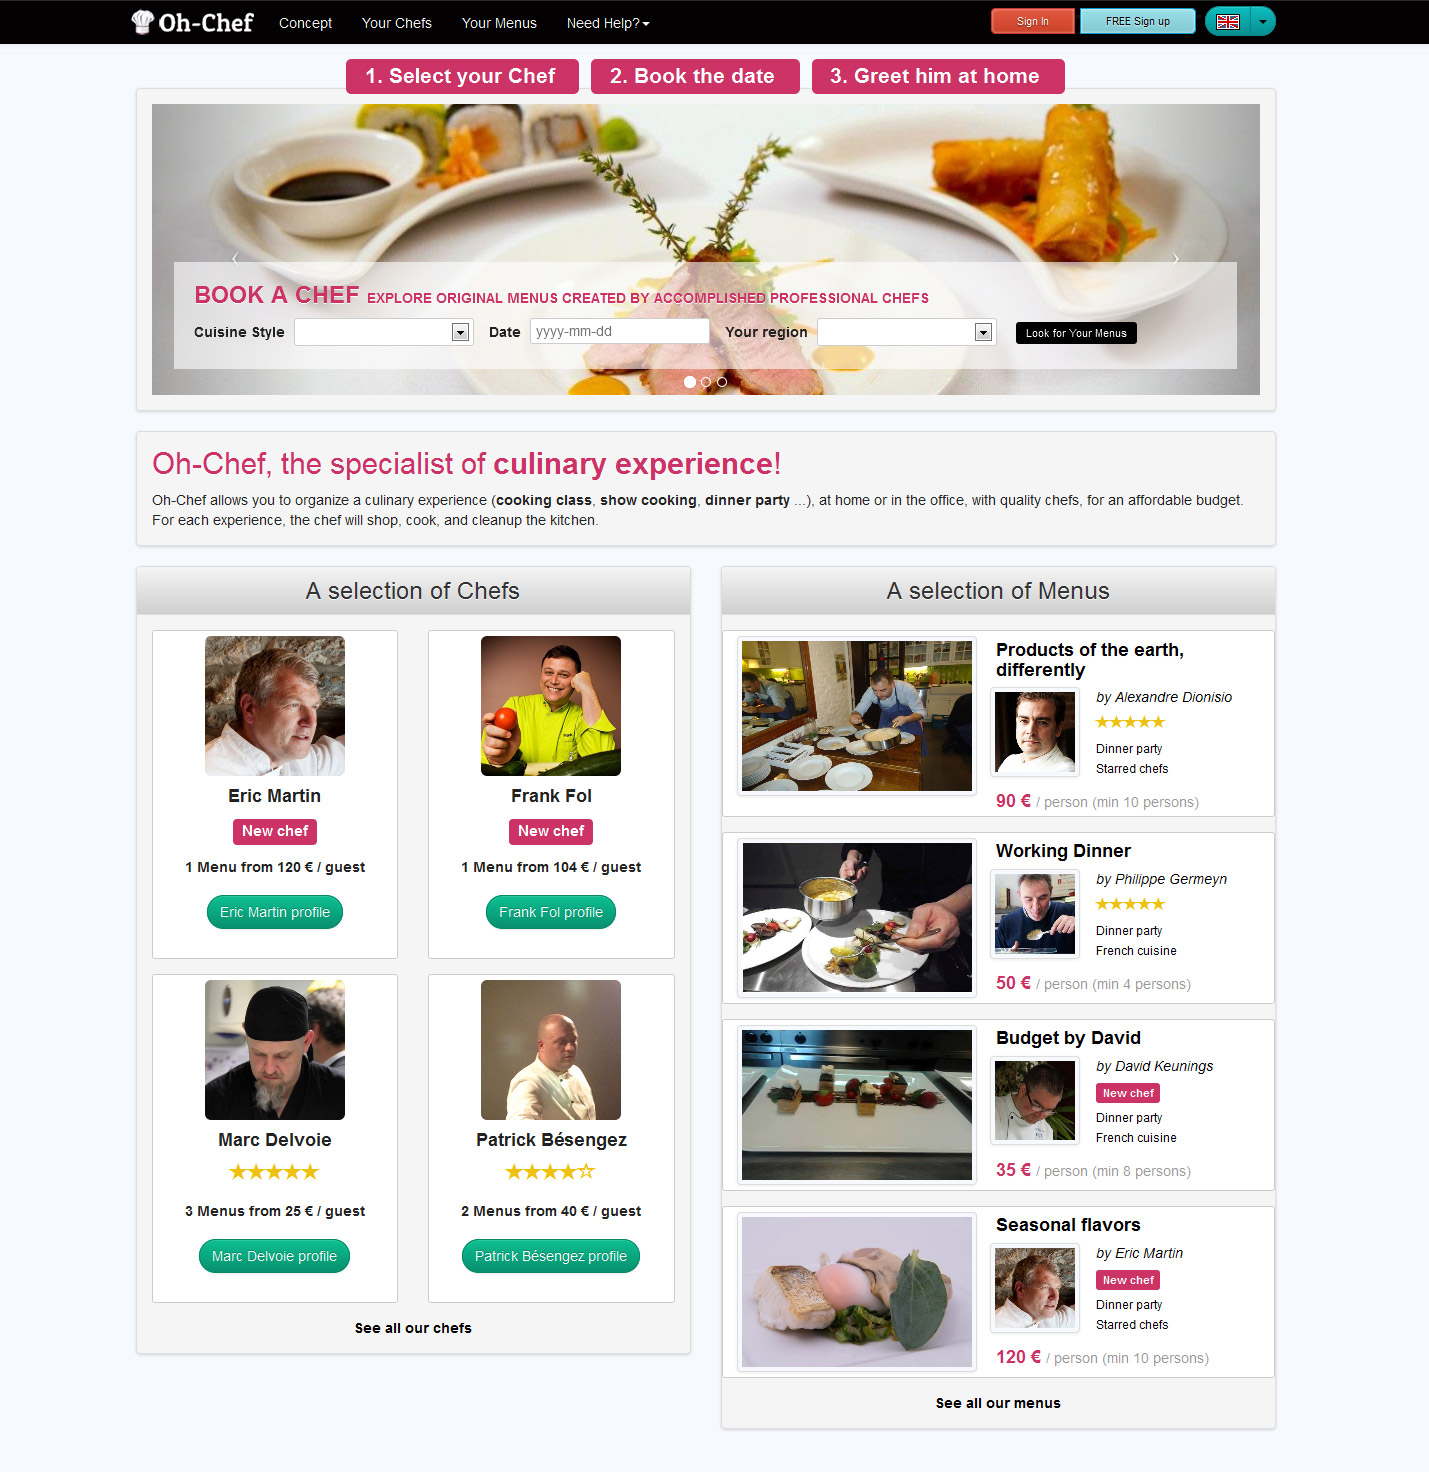 Oh-Chef
Concept
Your Chefs
Your Menus
Need Help?
Sign In
FREE Sign up
1. Select your Chef
2. Book the date
3. Greet him at home
BOOK A CHEF EXPLORE ORIGINAL MENUS CREATED BY ACCOMPLISHED PROFESSIONAL CHEFS
Cuisine Style
Date
yyyy-mm-dd
Your region
Look for Your Menus
Oh-Chef, the specialist of culinary experience!
Oh-Chef allows you to organize a culinary experience (cooking class, show cooking, dinner party ...), at home or in the office, with quality chefs, for an affordable budget.
For each experience, the chef will shop, cook, and cleanup the kitchen.
A selection of Chefs
Eric Martin
New chef
1 Menu from 120 € / guest
Eric Martin profile
Frank Fol
New chef
1 Menu from 104 € / guest
Frank Fol profile
Marc Delvoie
★★★★★
3 Menus from 25 € / guest
Marc Delvoie profile
Patrick Bésengez
★★★★☆
2 Menus from 40 € / guest
Patrick Bésengez profile
See all our chefs
A selection of Menus
Products of the earth,
differently
by Alexandre Dionisio
★★★★★
Dinner party
Starred chefs
90 € / person (min 10 persons)
Working Dinner
by Philippe Germeyn
★★★★★
Dinner party
French cuisine
50 € / person (min 4 persons)
Budget by David
by David Keunings
New chef
Dinner party
French cuisine
35 € / person (min 8 persons)
Seasonal flavors
by Eric Martin
New chef
Dinner party
Starred chefs
120 € / person (min 10 persons)
See all our menus